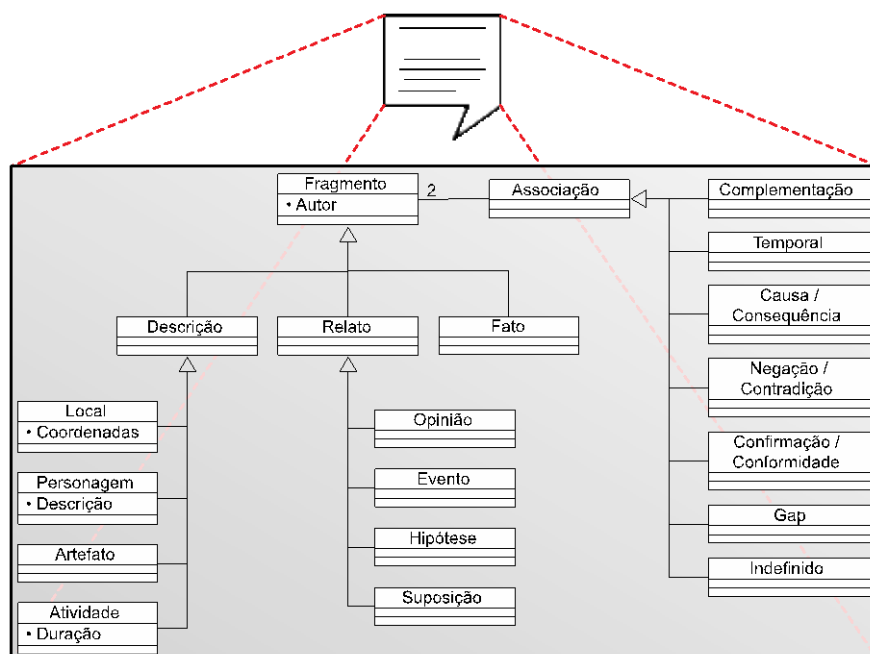 Fragmento
• Autor
2
Associação
Complementação
Temporal
Causa /
Consequência
Negação /
Contradição
Confirmação /
Conformidade
Gap
Indefinido
Descrição
Relato
Fato
Local
• Coordenadas
Personagem
• Descrição
Artefato
Atividade
• Duração
Opinião
Evento
Hipótese
Suposição